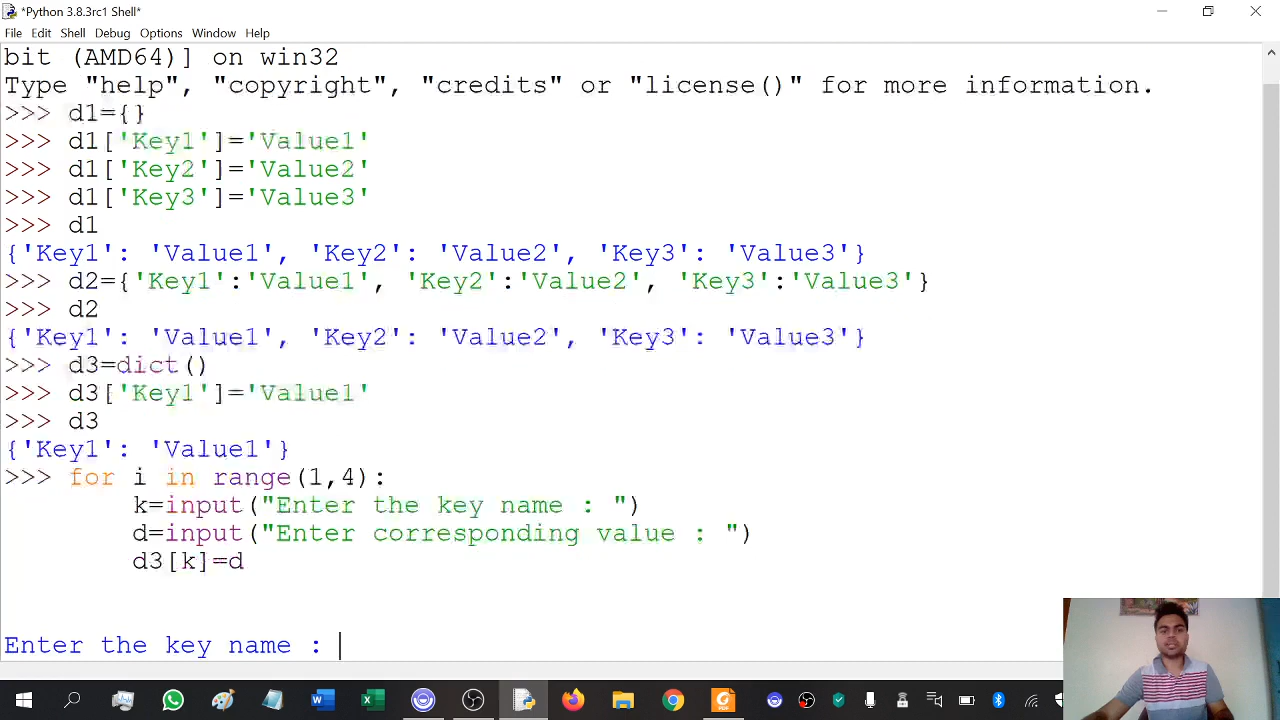 *Python 3.8.3rc1 Shell*
File Edit Shell Debug Options Window Help
bit (AMD64)] on win32
Type "help", "copyright", "credits" or "license()" for more information.
>>> d1={}
>>> d1['Key1']='Value1'
>>> d1['Key2']='Value2'
>>> d1['Key3']='Value3'
>>> d1
{'Key1': 'Value1', 'Key2': 'Value2', 'Key3': 'Value3'}
>>> d2={'Key1':'Value1', 'Key2':'Value2', 'Key3':'Value3'}
>>> d2
{'Key1': 'Value1', 'Key2': 'Value2', 'Key3': 'Value3'}
>>> d3=dict()
>>> d3['Key1']='Value1'
>>> d3
{'Key1': 'Value1'}
>>> for i in range(1,4):
k=input("Enter the key name : ")
d=input("Enter corresponding value : ")
d3[k]=d
Enter the key name :